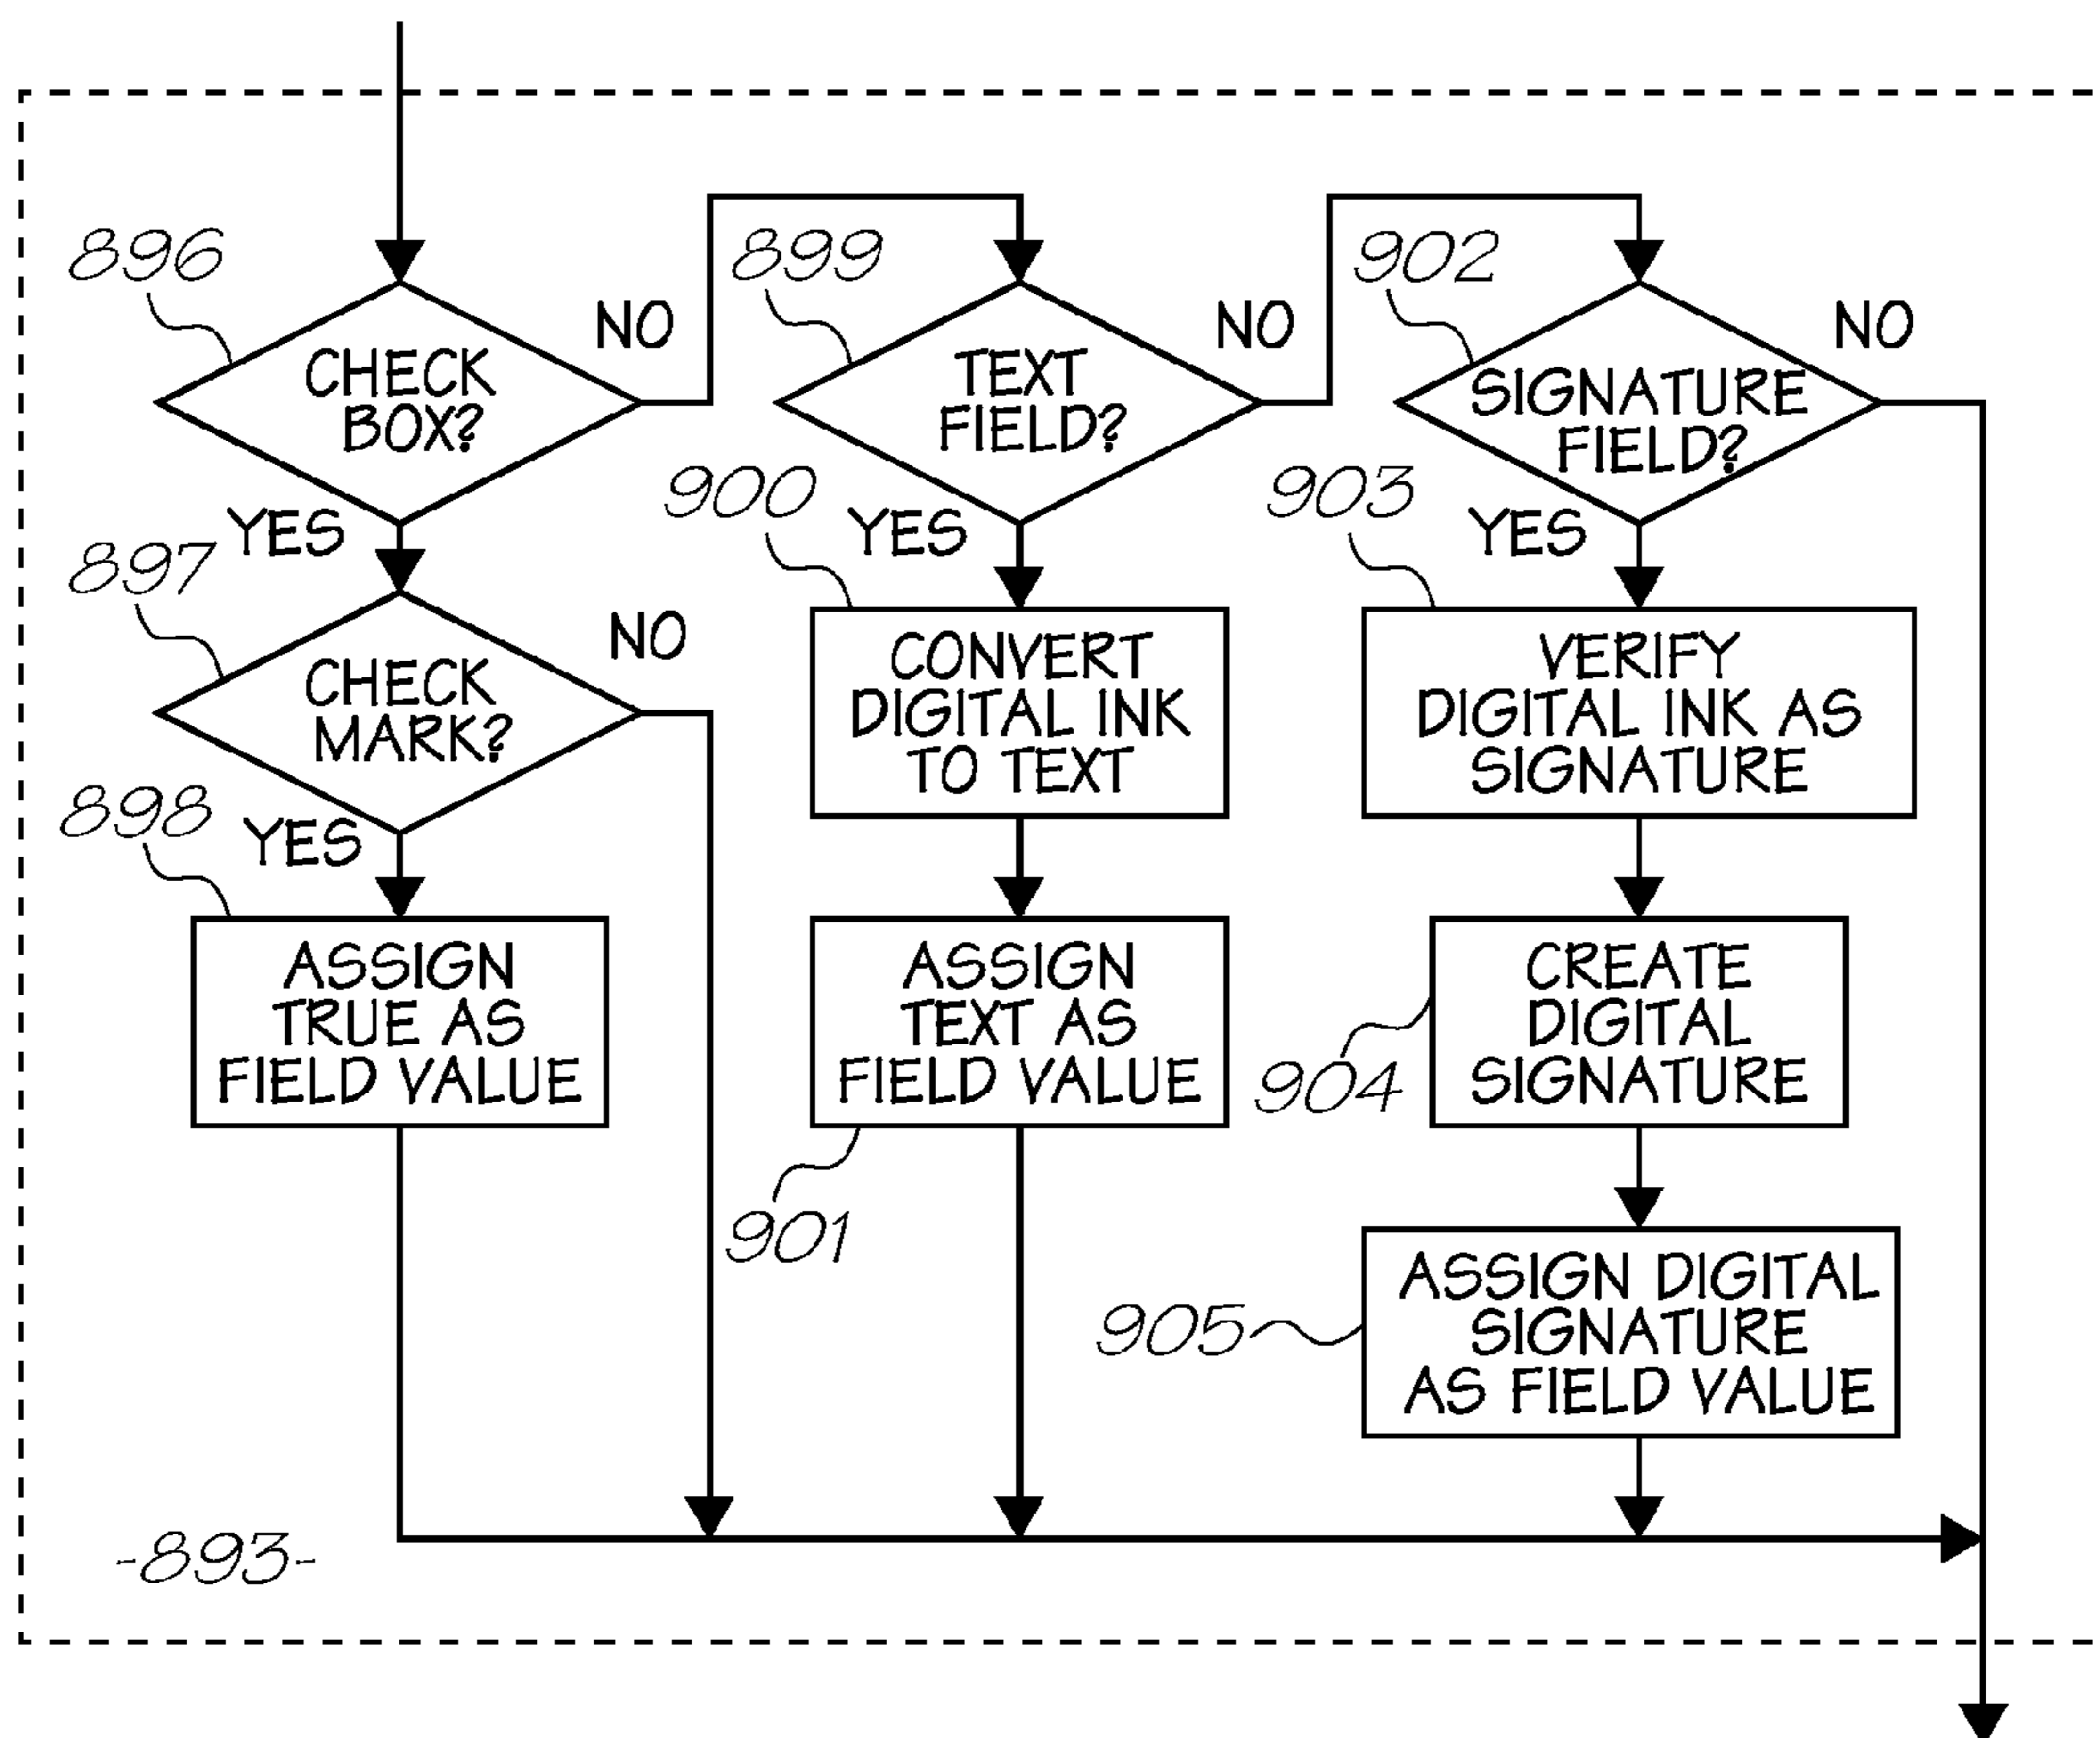 896
CHECK
BOX?
NO
YES
897
CHECK
MARK?
NO
898
YES
ASSIGN
TRUE AS
FIELD VALUE
899
TEXT
FIELD?
NO
900
YES
CONVERT
DIGITAL INK
TO TEXT
ASSIGN
TEXT AS
FIELD VALUE
901
902
SIGNATURE
FIELD?
NO
903
YES
VERIFY
DIGITAL INK AS
SIGNATURE
CREATE
DIGITAL
SIGNATURE
904
905
ASSIGN DIGITAL
SIGNATURE
AS FIELD VALUE
-893-